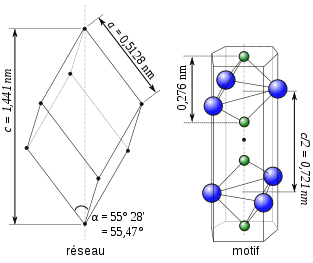 c = 1,441 nm
a = 0,5128 nm
α = 55° 28'
= 55,47°
réseau
0,276 nm
c/2 = 0,721 nm
motif